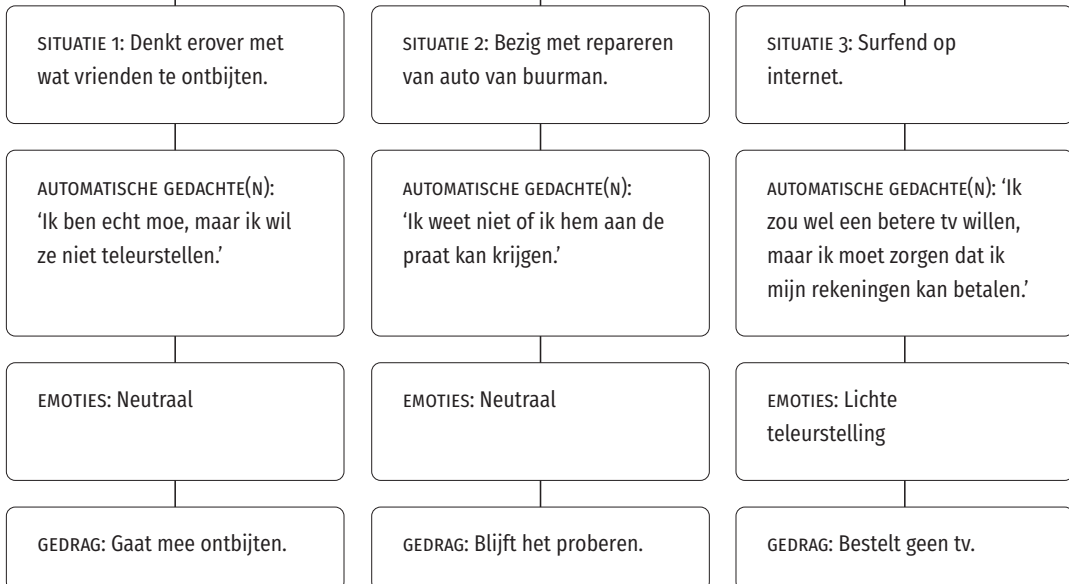 SITUATIE 1: Denkt erover met
wat vrienden te ontbijten.
SITUATIE 2: Bezig met repareren
van auto van buurman.
SITUATIE 3: Surfend op
internet.
AUTOMATISCHE GEDACHTE(N):
‘Ik ben echt moe, maar ik wil
ze niet teleurstellen.’
AUTOMATISCHE GEDACHTE(N):
‘Ik weet niet of ik hem aan de
praat kan krijgen.’
AUTOMATISCHE GEDACHTE(N): ‘Ik
zou wel een betere tv willen,
maar ik moet zorgen dat ik
mijn rekeningen kan betalen.’
EMOTIES: Neutraal
EMOTIES: Neutraal
EMOTIES: Lichte
teleurstelling
GEDRAG: Gaat mee ontbijten.
GEDRAG: Blijft het proberen.
GEDRAG: Bestelt geen tv.